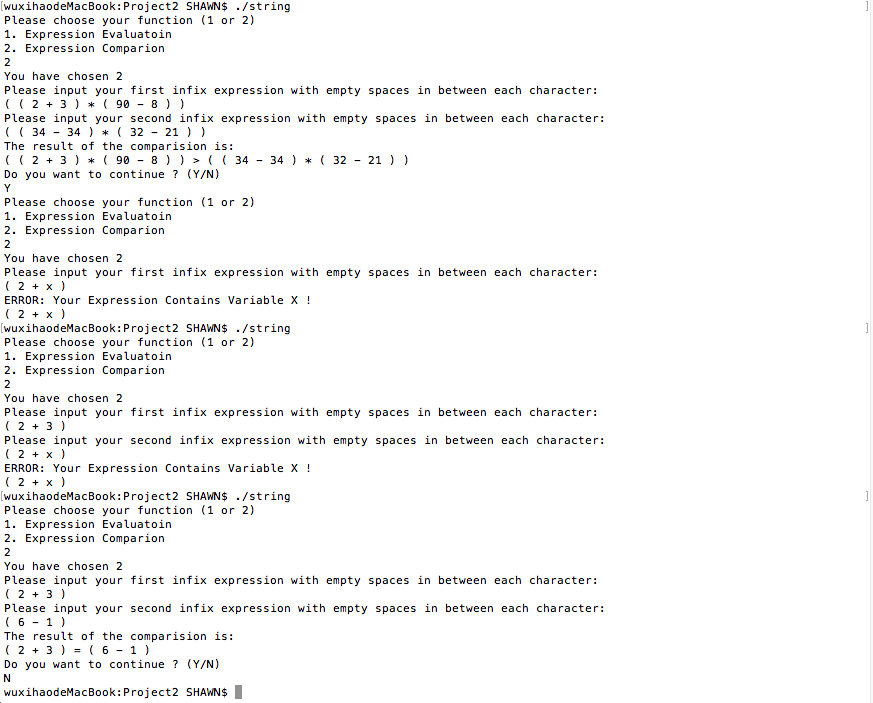 [wuxihaodeMacBook:Project2 SHAWN$ ./string ]
Please choose your function (1 or 2)
1. Expression Evaluatoin
2. Expression Comparion
2
You have chosen 2
Please input your first infix expression with empty spaces in between each character:
( ( 2 + 3 ) * ( 90 - 8 ) )
Please input your second infix expression with empty spaces in between each character:
( ( 34 - 34 ) * ( 32 - 21 ) )
The result of the comparision is:
( ( 2 + 3 ) * ( 90 - 8 ) ) > ( ( 34 - 34 ) * ( 32 - 21 ) )
Do you want to continue ? (Y/N)
Y
Please choose your function (1 or 2)
1. Expression Evaluatoin
2. Expression Comparion
2
You have chosen 2
Please input your first infix expression with empty spaces in between each character:
( 2 + x )
ERROR: Your Expression Contains Variable X !
( 2 + x )
[wuxihaodeMacBook:Project2 SHAWN$ ./string ]
Please choose your function (1 or 2)
1. Expression Evaluatoin
2. Expression Comparion
2
You have chosen 2
Please input your first infix expression with empty spaces in between each character:
( 2 + 3 )
Please input your second infix expression with empty spaces in between each character:
( 2 + x )
ERROR: Your Expression Contains Variable X !
( 2 + x )
[wuxihaodeMacBook:Project2 SHAWN$ ./string ]
Please choose your function (1 or 2)
1. Expression Evaluatoin
2. Expression Comparion
2
You have chosen 2
Please input your first infix expression with empty spaces in between each character:
( 2 + 3 )
Please input your second infix expression with empty spaces in between each character:
( 6 - 1 )
The result of the comparision is:
( 2 + 3 ) = ( 6 - 1 )
Do you want to continue ? (Y/N)
N
wuxihaodeMacBook:Project2 SHAWN$